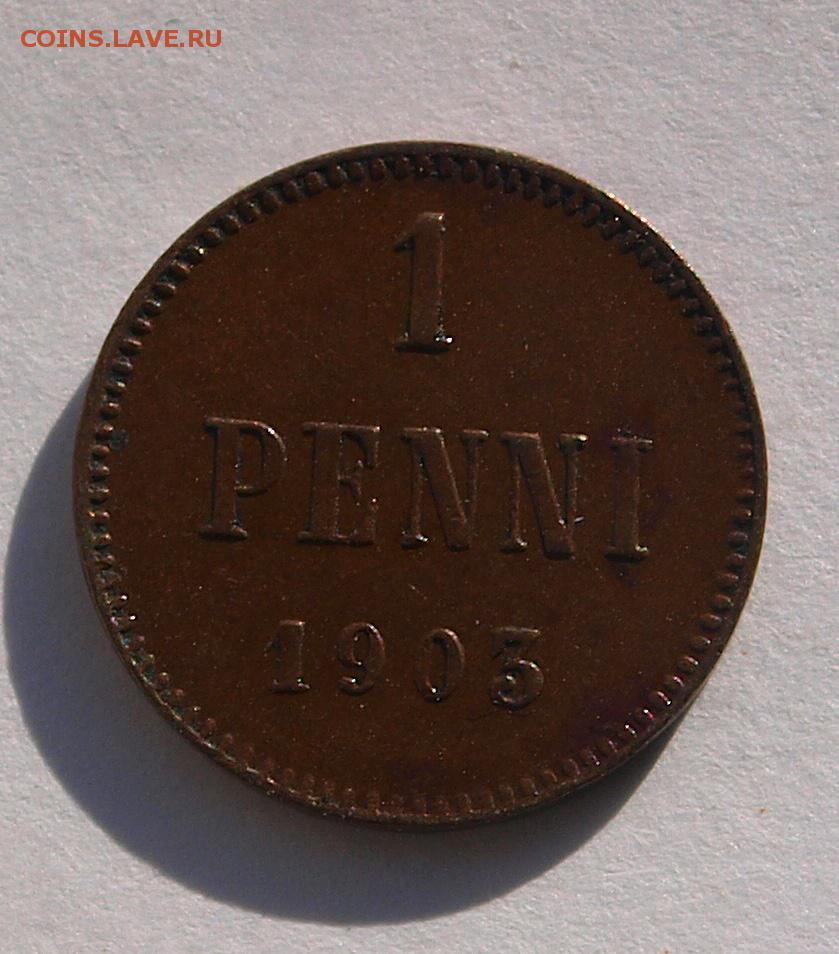 COINS.LAVE.RU
1
PENNI
1903